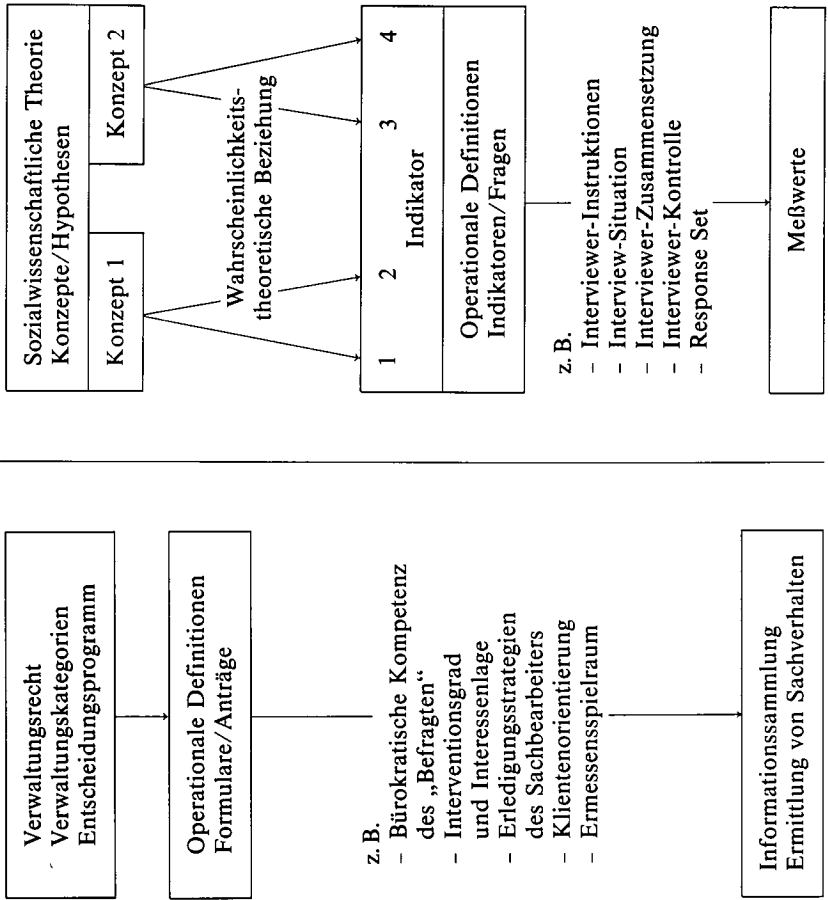 Verwaltungsrecht
Verwaltungskategorien
Entscheidungsprogramm
Operationale Definitionen
Formulare/Anträge
z. B.
– Bürokratische Kompetenz
des „Befragten“
– Interventionsgrad
und Interessenlage
– Erledigungsstrategien
des Sachbearbeiters
– Klientenorientierung
– Ermessensspielraum
Informationssammlung
Ermittlung von Sachverhalten
Sozialwissenschaftliche Theorie
Konzepte/Hypothesen
Konzept 1 Konzept 2
Wahrscheinlichkeits-
theoretische Beziehung
1 2 3 4
Indikator
Operationale Definitionen
Indikatoren/Fragen
z. B.
– Interviewer-Instruktionen
– Interview-Situation
– Interviewer-Zusammensetzung
– Interviewer-Kontrolle
– Response Set
Meßwerte